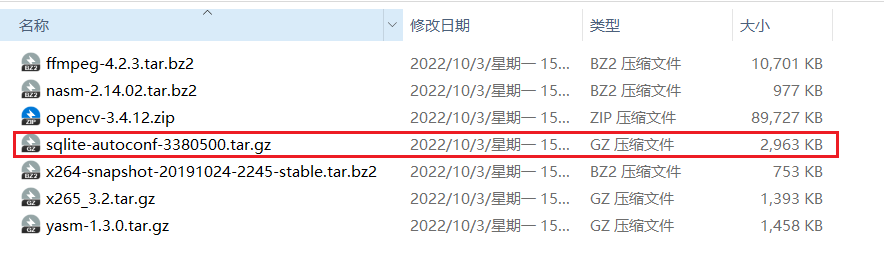 名称 修改日期 类型 大小
ffmpeg-4.2.3.tar.bz2 2022/10/3/星期一 15... BZ2 压缩文件 10,701 KB
nasm-2.14.02.tar.bz2 2022/10/3/星期一 15... BZ2 压缩文件 977 KB
opencv-3.4.12.zip 2022/10/3/星期一 15... ZIP 压缩文件 89,727 KB
sqlite-autoconf-3380500.tar.gz 2022/10/3/星期一 15... GZ 压缩文件 2,963 KB
x264-snapshot-20191024-2245-stable.tar.bz2 2022/10/3/星期一 15... BZ2 压缩文件 753 KB
x265_3.2.tar.gz 2022/10/3/星期一 15... GZ 压缩文件 1,393 KB
yasm-1.3.0.tar.gz 2022/10/3/星期一 15... GZ 压缩文件 1,458 KB